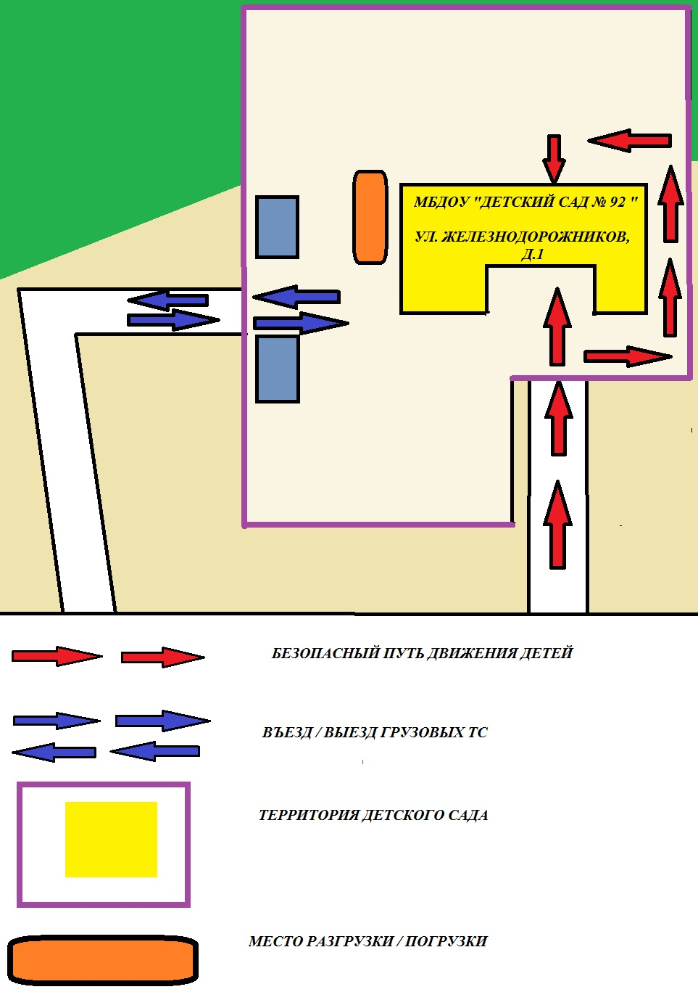 МБДОУ "ДЕТСКИЙ САД № 92 "
УЛ. ЖЕЛЕЗНОДОРОЖНИКОВ,
Д.1
БЕЗОПАСНЫЙ ПУТЬ ДВИЖЕНИЯ ДЕТЕЙ
ВЪЕЗД / ВЫЕЗД ГРУЗОВЫХ ТС
ТЕРРИТОРИЯ ДЕТСКОГО САДА
МЕСТО РАЗГРУЗКИ / ПОГРУЗКИ